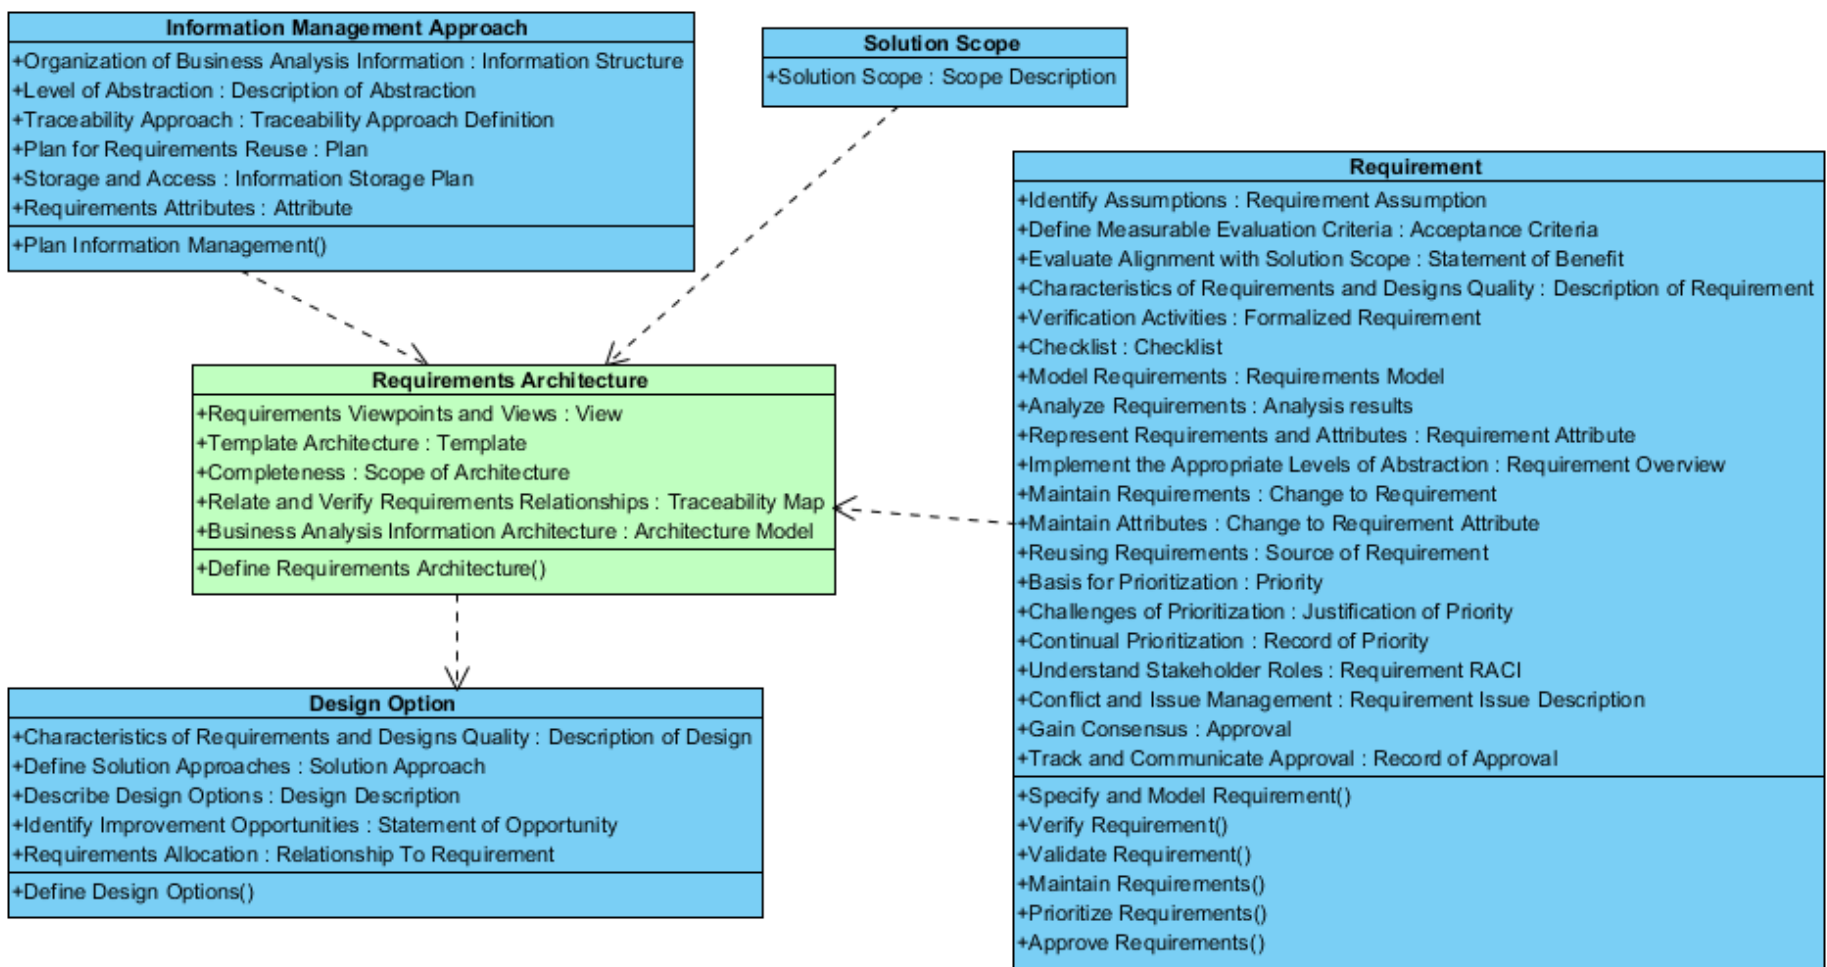 Information Management Approach
+Organization of Business Analysis Information : Information Structure
+Level of Abstraction : Description of Abstraction
+Traceability Approach : Traceability Approach Definition
+Plan for Requirements Reuse : Plan
+Storage and Access : Information Storage Plan
+Requirements Attributes : Attribute
+Plan Information Management()
Solution Scope
+Solution Scope : Scope Description
Requirement
+Identify Assumptions : Requirement Assumption
+Define Measurable Evaluation Criteria : Acceptance Criteria
+Evaluate Alignment with Solution Scope : Statement of Benefit
+Characteristics of Requirements and Designs Quality : Description of Requirement
+Verification Activities : Formalized Requirement
+Checklist : Checklist
+Model Requirements : Requirements Model
+Analyze Requirements : Analysis results
+Represent Requirements and Attributes : Requirement Attribute
+Implement the Appropriate Levels of Abstraction : Requirement Overview
+Maintain Requirements : Change to Requirement
+Maintain Attributes : Change to Requirement Attribute
+Reusing Requirements : Source of Requirement
+Basis for Prioritization : Priority
+Challenges of Prioritization : Justification of Priority
+Continual Prioritization : Record of Priority
+Understand Stakeholder Roles : Requirement RACI
+Conflict and Issue Management : Requirement Issue Description
+Gain Consensus : Approval
+Track and Communicate Approval : Record of Approval
+Specify and Model Requirement()
+Verify Requirement()
+Validate Requirement()
+Maintain Requirements()
+Prioritize Requirements()
+Approve Requirements()
Requirements Architecture
+Requirements Viewpoints and Views : View
+Template Architecture : Template
+Completeness : Scope of Architecture
+Relate and Verify Requirements Relationships : Traceability Map
+Business Analysis Information Architecture : Architecture Model
+Define Requirements Architecture()
Design Option
+Characteristics of Requirements and Designs Quality : Description of Design
+Define Solution Approaches : Solution Approach
+Describe Design Options : Design Description
+Identify Improvement Opportunities : Statement of Opportunity
+Requirements Allocation : Relationship To Requirement
+Define Design Options()